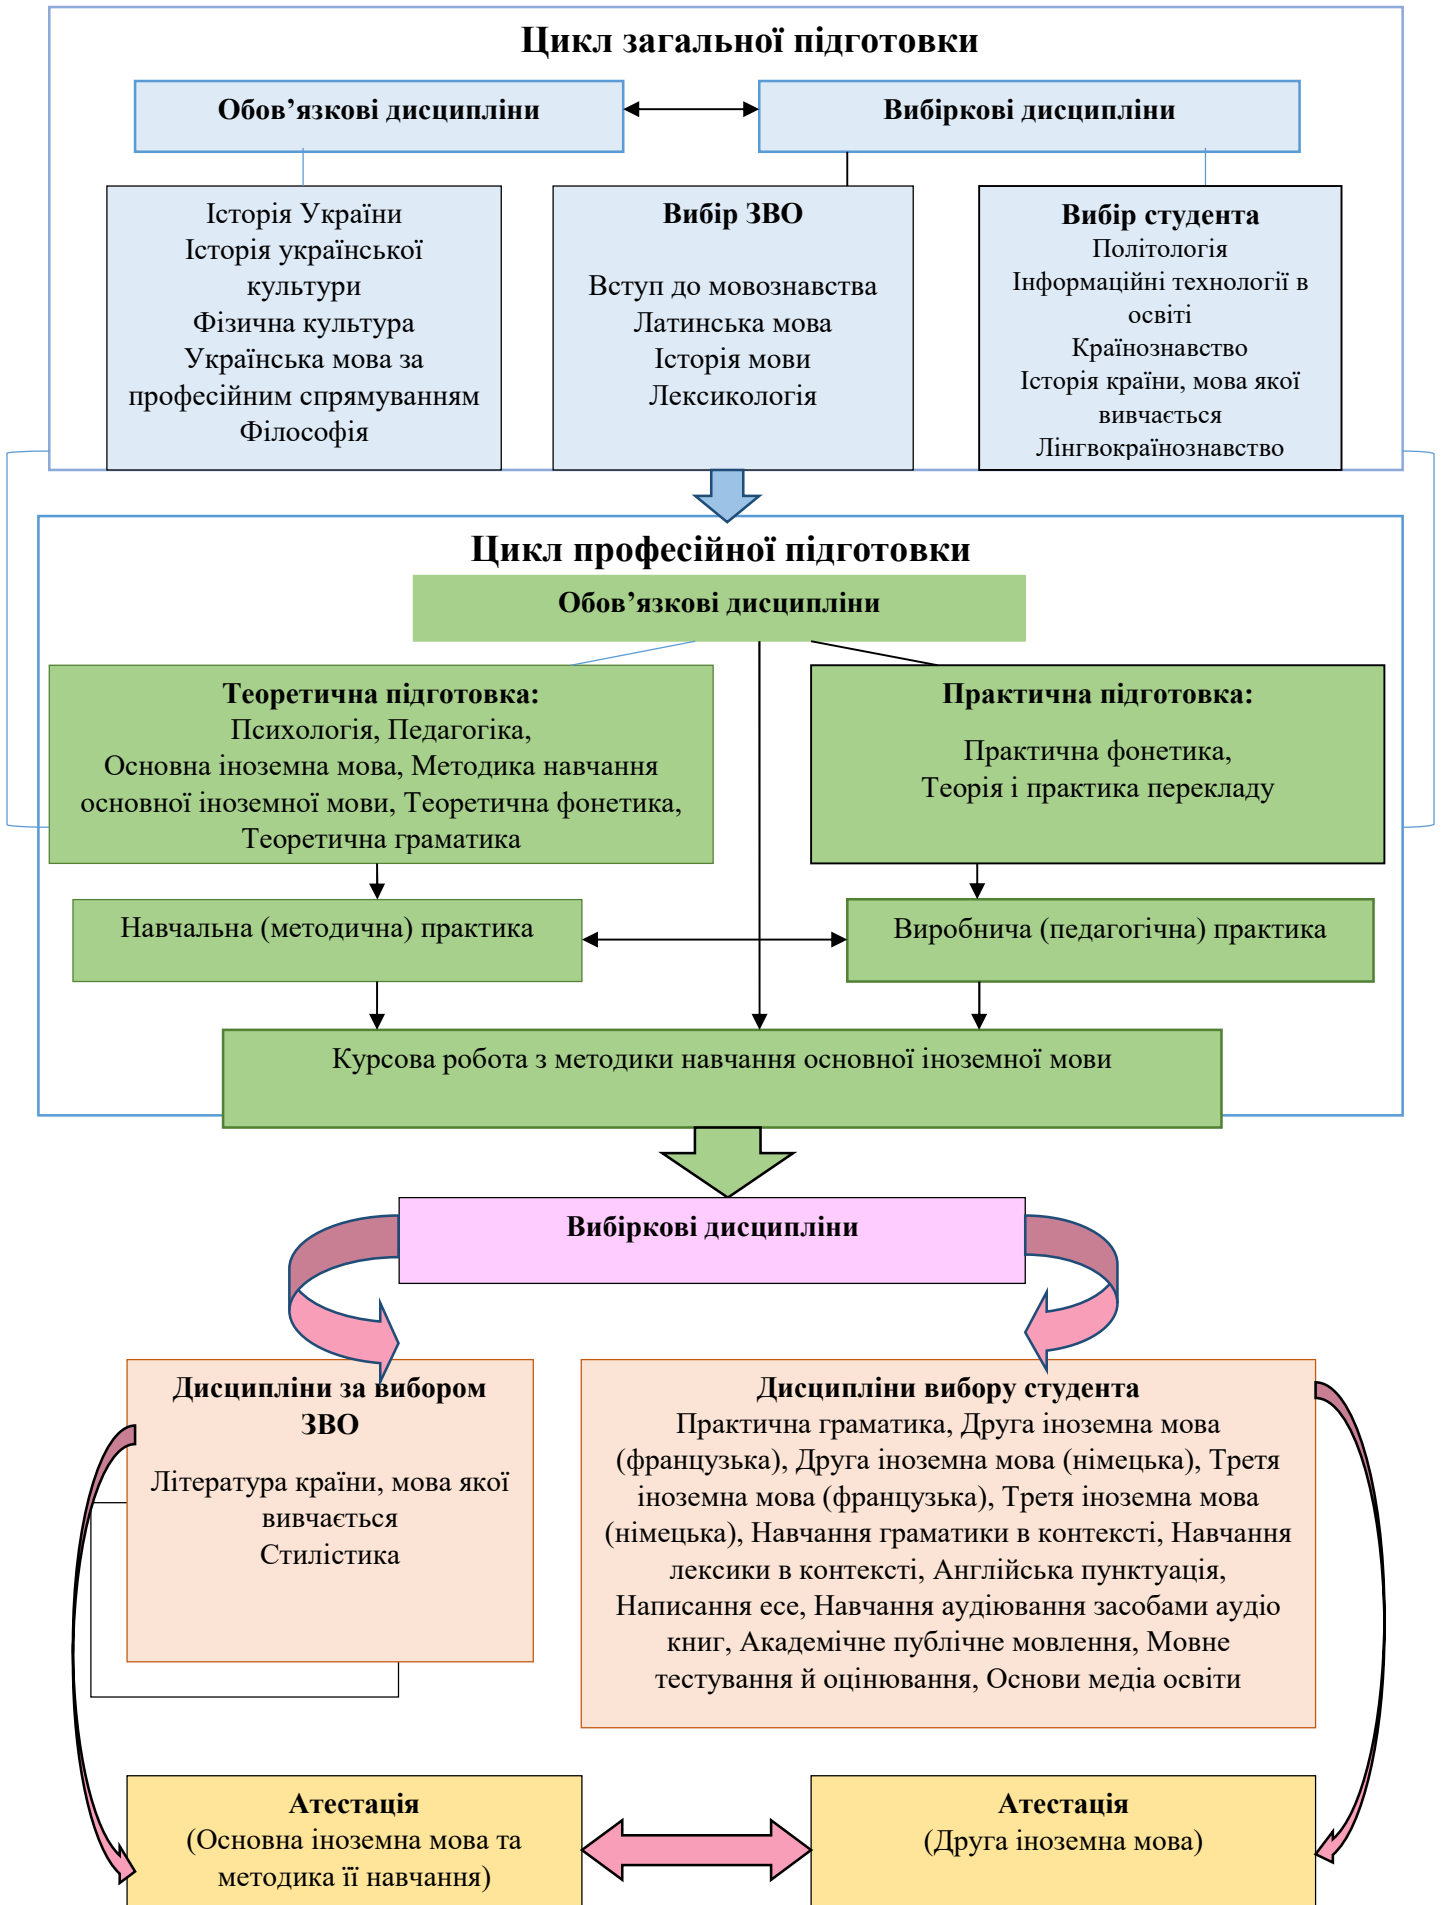 Цикл загальної підготовки
Обов’язкові дисципліни
Вибіркові дисципліни
Історія України
Історія української
культури
Фізична культура
Українська мова за
професійним спрямуванням
Філософія
Вибір ЗВО
Вступ до мовознавства
Латинська мова
Історія мови
Лексикологія
Вибір студента
Політологія
Інформаційні технології в
освіті
Країнознавство
Історія країни, мова якої
вивчається
Лінгвокраїнознавство
Цикл професійної підготовки
Обов’язкові дисципліни
Теоретична підготовка:
Психологія, Педагогіка,
Основна іноземна мова, Методика навчання
основної іноземної мови, Теоретична фонетика,
Теоретична граматика
Практична підготовка:
Практична фонетика,
Теорія і практика перекладу
Навчальна (методична) практика
Виробнича (педагогічна) практика
Курсова робота з методики навчання основної іноземної мови
Вибіркові дисципліни
Дисципліни за вибором
ЗВО
Література країни, мова якої
вивчається
Стилістика
Дисципліни вибору студента
Практична граматика, Друга іноземна мова
(французька), Друга іноземна мова (німецька), Третя
іноземна мова (французька), Третя іноземна мова
(німецька), Навчання граматики в контексті, Навчання
лексики в контексті, Англійська пунктуація,
Написання есе, Навчання аудіювання засобами аудіо
книг, Академічне публічне мовлення, Мовне
тестування й оцінювання, Основи медіа освіти
Атестація
(Основна іноземна мова та
методика її навчання)
Атестація
(Друга іноземна мова)